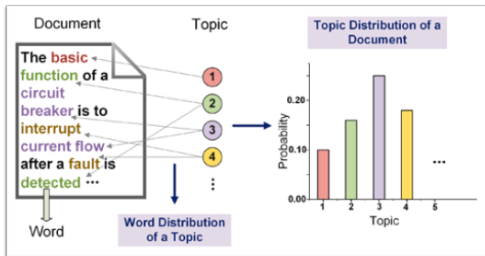 Document
Topic
Topic Distribution of a
Document
The basic
function of a
circuit
breaker is to
interrupt
current flow
after a fault is
detected ...
Word
1
2
3
4
Word Distribution
of a Topic
Probability
0.20
0.10
0.00
1 2 3 4 5
...
Topic